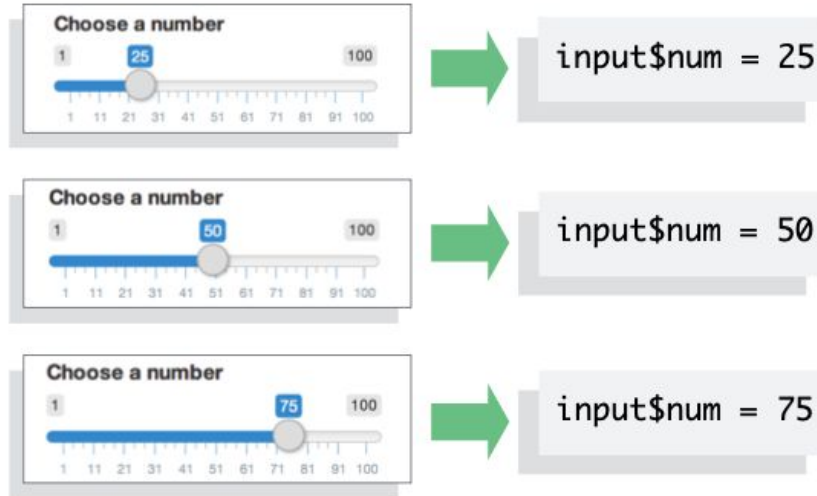 Choose a number
1 25 100
1 11 21 31 41 51 61 71 81 91 100
input$num = 25
Choose a number
1 50 100
1 11 21 31 41 51 61 71 81 91 100
input$num = 50
Choose a number
1 75 100
1 11 21 31 41 51 61 71 81 91 100
input$num = 75